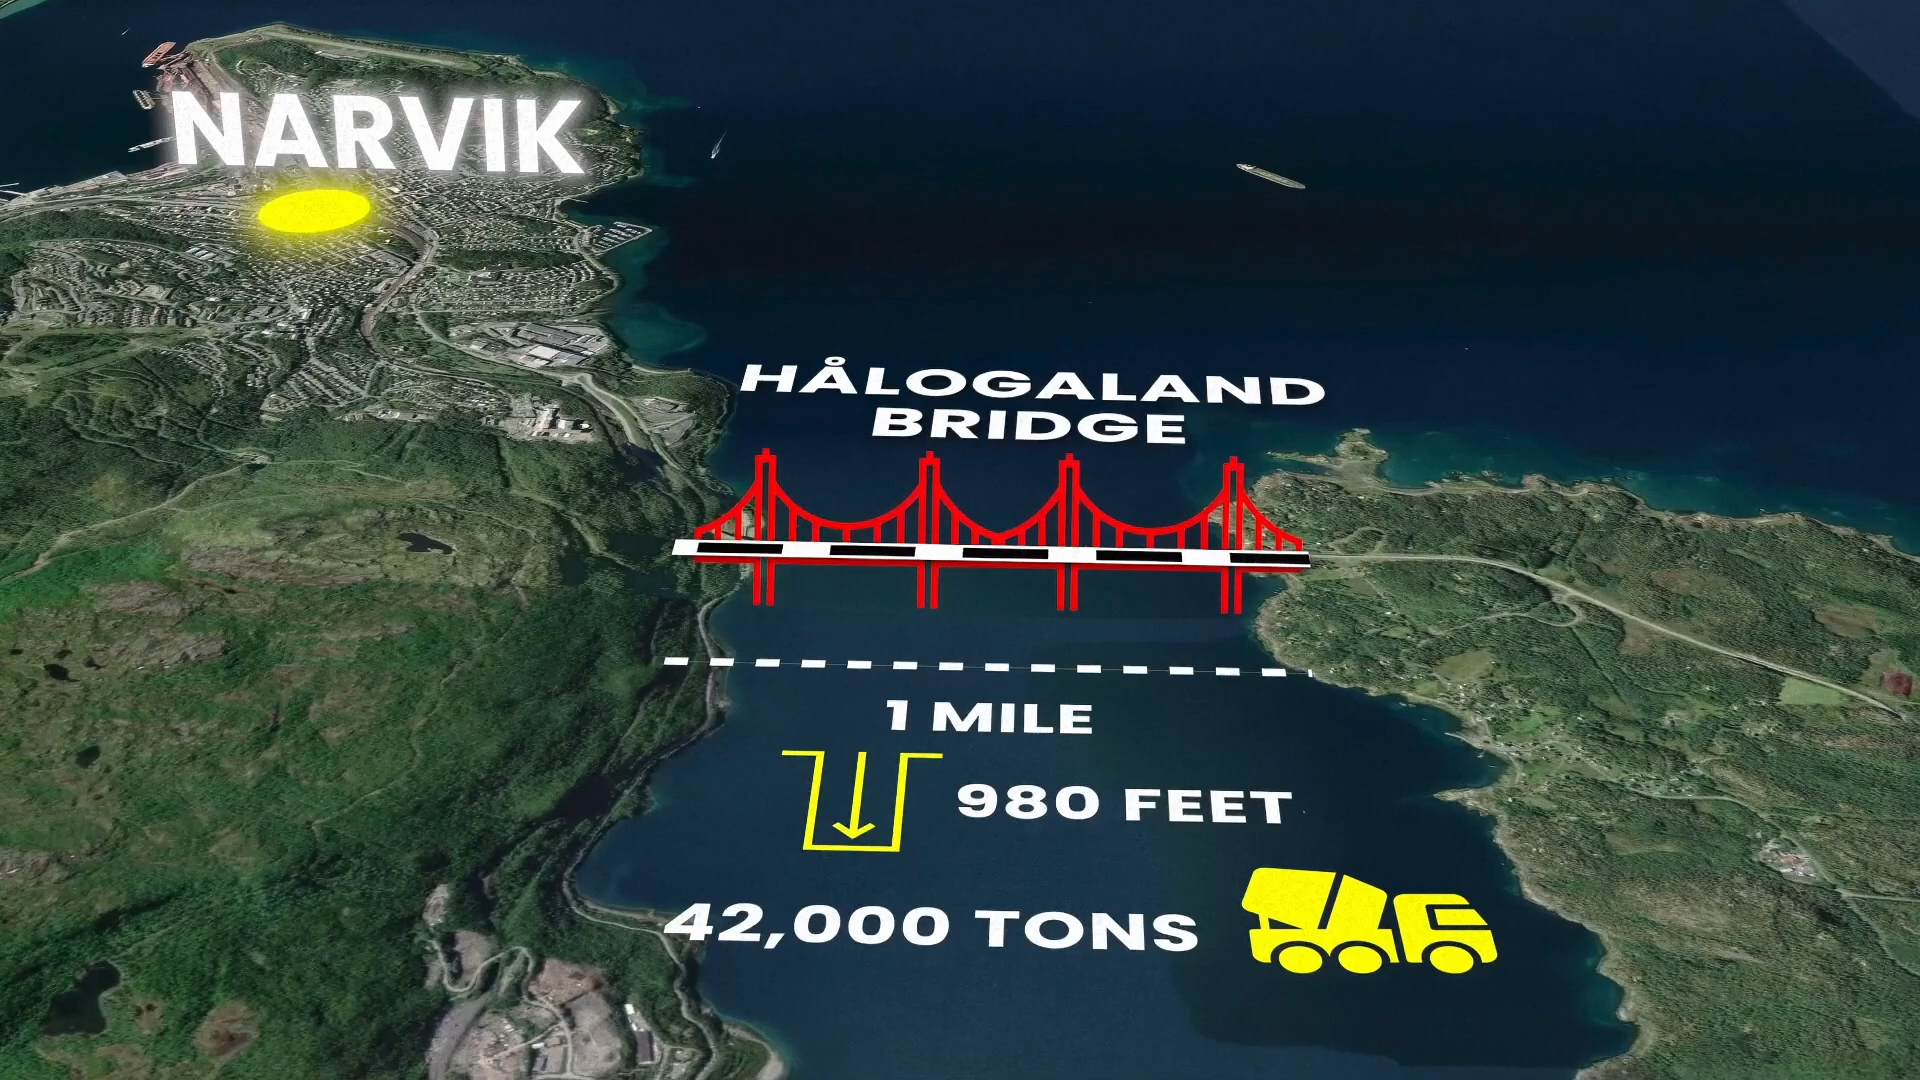 NARVIK
HÅLOGALAND
BRIDGE
1 MILE
980 FEET
42,000 TONS